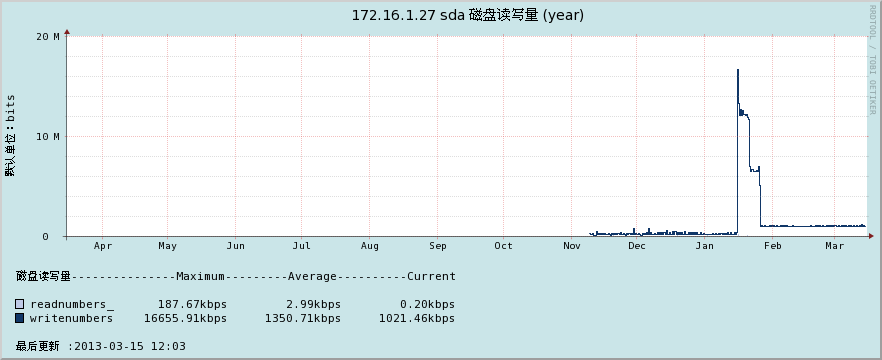 172.16.1.27 sda 磁盘读写量 (year)
RRDTOOL / TOBI OETIKER
默认单位：bits
20 M
10 M
0
Apr May Jun Jul Aug Sep Oct Nov Dec Jan Feb Mar
磁盘读写量---------------Maximum---------Average----------Current
readnumbers_ 187.67kbps 2.99kbps 0.20kbps
writenumbers 16655.91kbps 1350.71kbps 1021.46kbps
最后更新 :2013-03-15 12:03